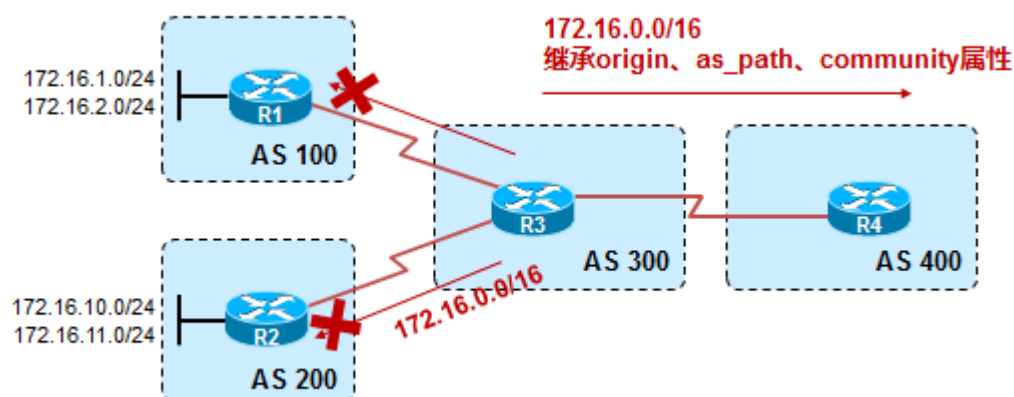 172.16.0.0/16
继承origin、as_path、community属性
172.16.1.0/24
172.16.2.0/24
R1
AS 100
R3
AS 300
R4
AS 400
172.16.0.0/16
172.16.10.0/24
172.16.11.0/24
R2
AS 200